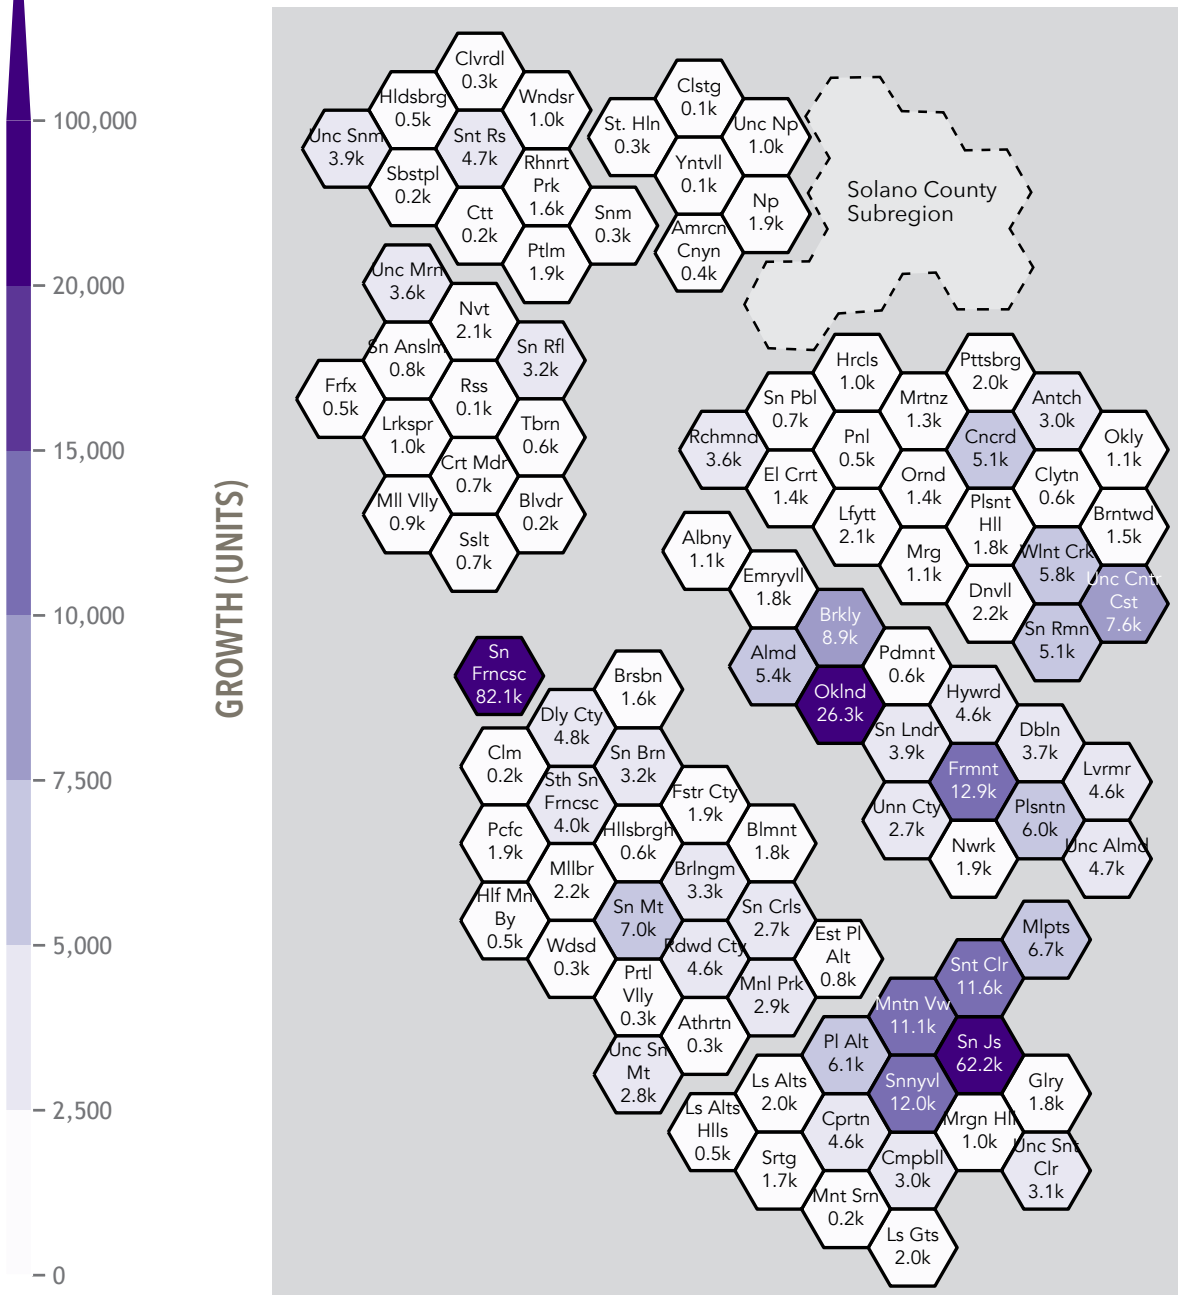 100,000
20,000
15,000
10,000
7,500
5,000
2,500
0
GROWTH (UNITS)
Clvrdl
0.3k
Hldsbrg
0.5k
Wndsr
1.0k
Unc Snm
3.9k
Snt Rs
4.7k
Sbstpl
0.2k
Rhnrt
Prk
1.6k
Ctt
0.2k
Snm
0.3k
Ptlm
1.9k
Clstg
0.1k
St. Hln
0.3k
Unc Np
1.0k
Yntvll
0.1k
Np
1.9k
Amrcn
Cnyn
0.4k
Solano County
Subregion
Unc Mrn
3.6k
Nvt
2.1k
Sn Anslm
0.8k
Sn Rfl
3.2k
Frfx
0.5k
Rss
0.1k
Lrkspr
1.0k
Tbrn
0.6k
Crt Mdr
0.7k
Mll Vlly
0.9k
Blvdr
0.2k
Sslt
0.7k
Hrcls
1.0k
Pttsbrg
2.0k
Sn Pbl
0.7k
Mrtnz
1.3k
Antch
3.0k
Rchmnd
3.6k
Pnl
0.5k
Cncrd
5.1k
Okly
1.1k
El Crrt
1.4k
Ornd
1.4k
Clytn
0.6k
Lfytt
2.1k
Plsnt
Hll
1.8k
Brntwd
1.5k
Mrg
1.1k
Wlnt Crk
5.8k
Dnvll
2.2k
Unc Cntr
Cst
7.6k
Sn Rmn
5.1k
Albny
1.1k
Emryvll
1.8k
Brkly
8.9k
Almd
5.4k
Pdmnt
0.6k
Oklnd
26.3k
Hywrd
4.6k
Sn Lndr
3.9k
Dbln
3.7k
Frmnt
12.9k
Lvrmr
4.6k
Unn Cty
2.7k
Plsntn
6.0k
Nwrk
1.9k
Unc Almd
4.7k
Sn
Frncsc
82.1k
Brsbn
1.6k
Dly Cty
4.8k
Clm
0.2k
Sn Brn
3.2k
Sth Sn
Frncsc
4.0k
Fstr Cty
1.9k
Pcfc
1.9k
Hllsbrgh
0.6k
Blmnt
1.8k
Mllbr
2.2k
Brlngm
3.3k
Hlf Mn
By
0.5k
Sn Mt
7.0k
Sn Crls
2.7k
Wdsd
0.3k
Rdwd Cty
4.6k
Est Pl
Alt
0.8k
Prtl
Vlly
0.3k
Mnl Prk
2.9k
Athrtn
0.3k
Unc Sn
Mt
2.8k
Mlpts
6.7k
Snt Clr
11.6k
Mntn Vw
11.1k
Pl Alt
6.1k
Sn Js
62.2k
Ls Alts
2.0k
Snnyvl
12.0k
Glry
1.8k
Ls Alts
Hlls
0.5k
Cprtn
4.6k
Mrgn Hll
1.0k
Srtg
1.7k
Cmpbll
3.0k
Unc Snt
Clr
3.1k
Mnt Srn
0.2k
Ls Gts
2.0k